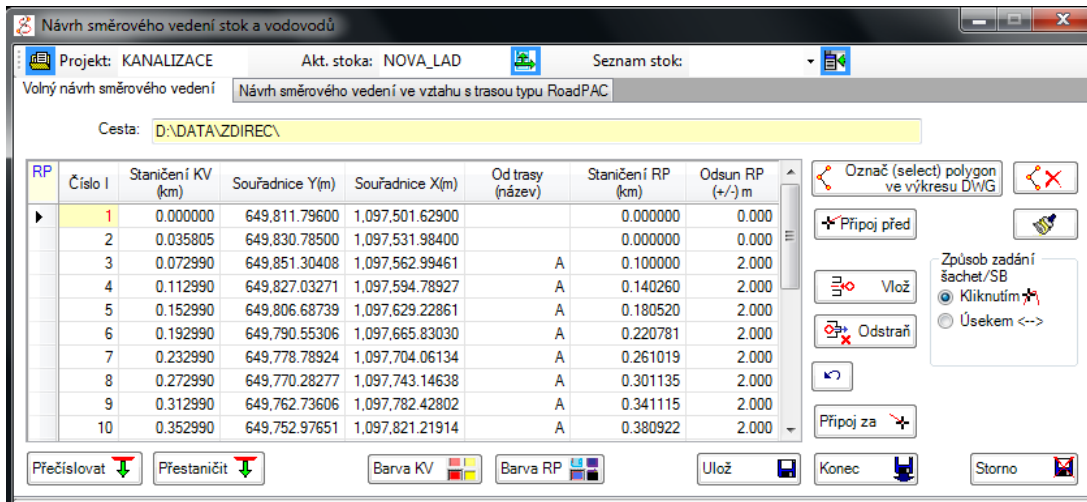 Návrh směrového vedení stok a vodovodů
Projekt: KANALIZACE Akt. stoka: NOVA_LAD Seznam stok:
Volný návrh směrového vedení Návrh směrového vedení ve vztahu s trasou typu RoadPAC
Cesta: D:\DATA\ZDIREC\
RP Číslo I Staničení KV (km) Souřadnice Y(m) Souřadnice X(m) Od trasy (název) Staničení RP (km) Odsun RP (+/-) m
1 0.000000 649,811.79600 1,097,501.62900 0.000000 0.000
2 0.035805 649,830.78500 1,097,531.98400 0.000000 0.000
3 0.072990 649,851.30408 1,097,562.99461 A 0.100000 2.000
4 0.112990 649,827.03271 1,097,594.78927 A 0.140260 2.000
5 0.152990 649,806.68739 1,097,629.22861 A 0.180520 2.000
6 0.192990 649,790.55306 1,097,665.83030 A 0.220781 2.000
7 0.232990 649,778.78924 1,097,704.06134 A 0.261019 2.000
8 0.272990 649,770.28277 1,097,743.14638 A 0.301135 2.000
9 0.312990 649,762.73606 1,097,782.42802 A 0.341115 2.000
10 0.352990 649,752.97651 1,097,821.21914 A 0.380922 2.000
Označ (select) polygon
ve výkresu DWG
Připoj před
Způsob zadání
šachet/SB
Kliknutím
Úsekem <-->
Vlož
Odstraň
Připoj za
Přečíslovat Přestaničit Barva KV Barva RP Ulož Konec Storno